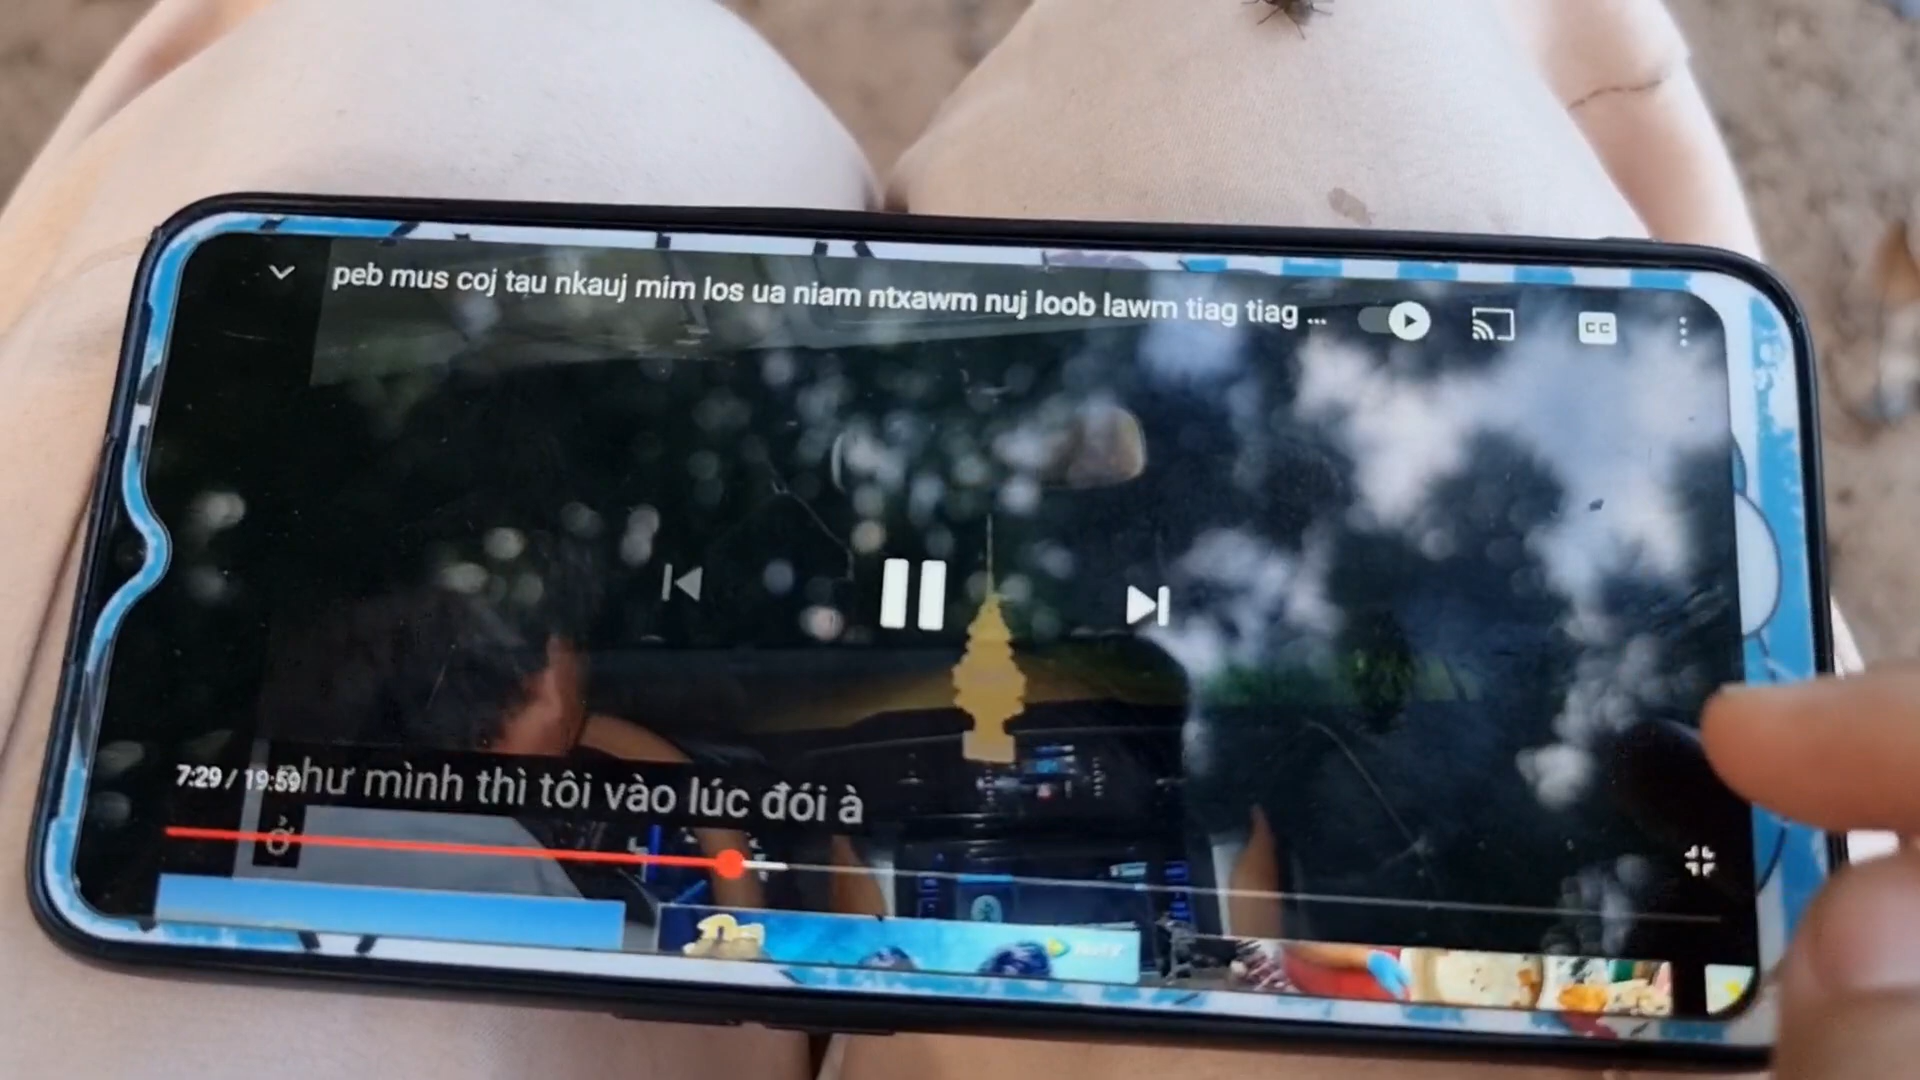 peb mus coj tau nkauj mim los ua niam ntxawm nuj loob lawm tiag tiag ...
CC
7:29 / 19:59
như mình thì tôi vào lúc đói à
ở